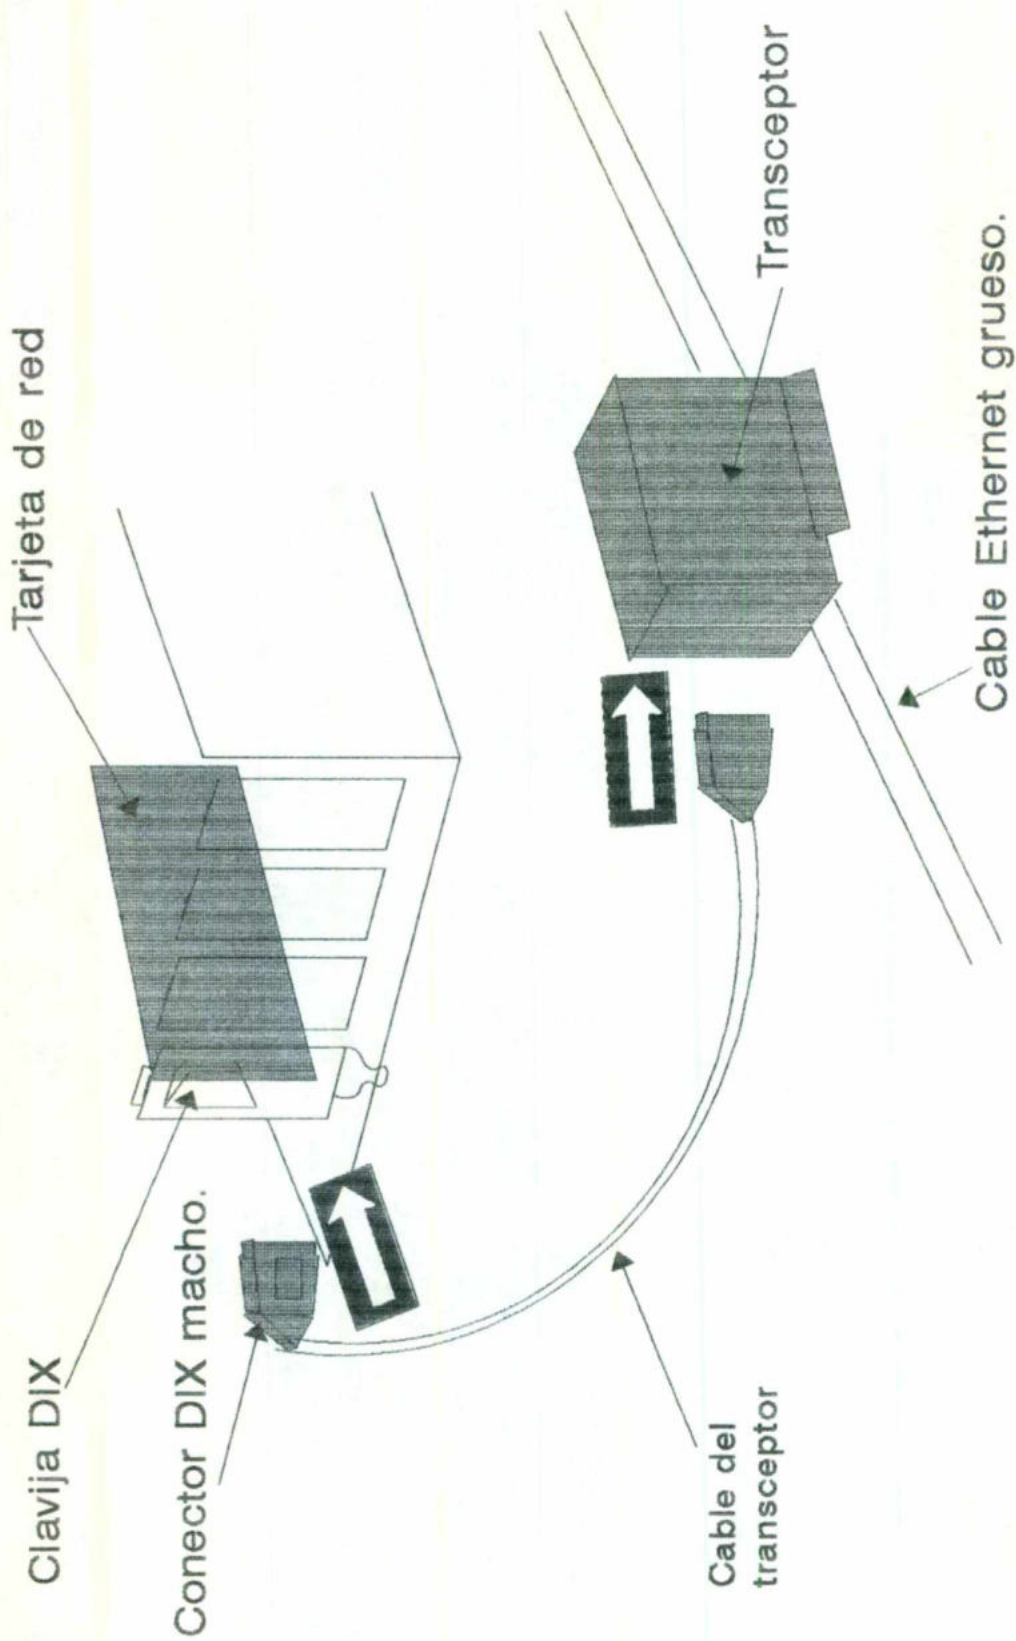 Clavija DIX
Tarjeta de red
Conector DIX macho.
Cable del
transceptor
Transceptor
Cable Ethernet grueso.